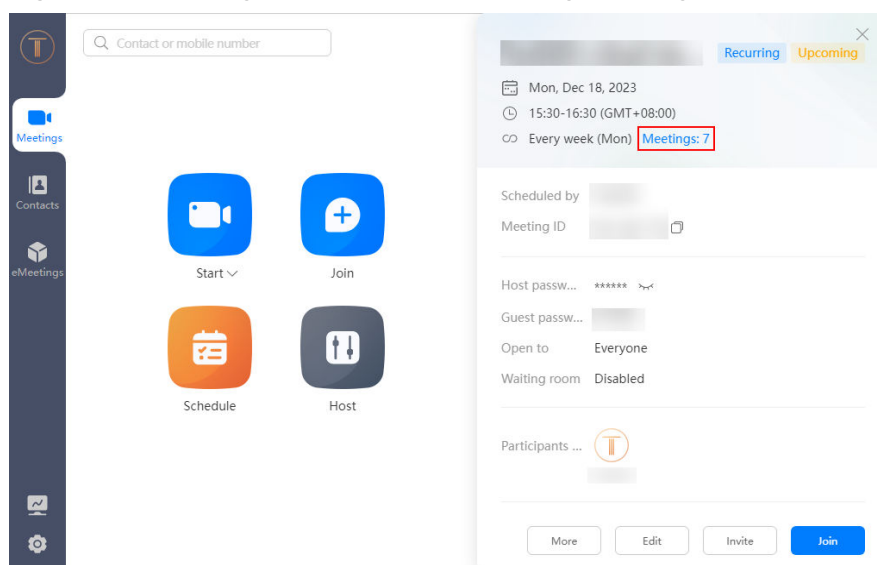 Contact or mobile number
Meetings
Contacts
eMeetings
Start
Join
Schedule
Host
Recurring Upcoming
Mon, Dec 18, 2023
15:30-16:30 (GMT+08:00)
Every week (Mon) Meetings: 7
Scheduled by
Meeting ID
Host passw... ******
Guest passw...
Open to Everyone
Waiting room Disabled
Participants ...
More Edit Invite Join